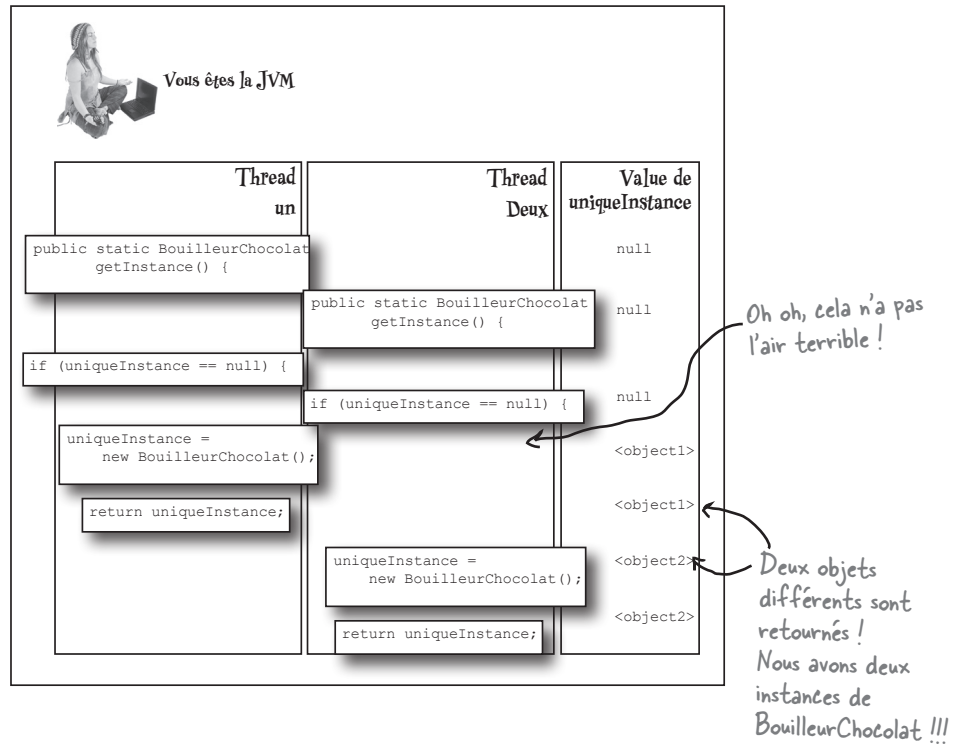 Vous êtes la JVM
Thread
un
Thread
Deux
Value de
uniqueInstance
public static BouilleurChocolat
getInstance() {
null
public static BouilleurChocolat
getInstance() {
null
Oh oh, cela n'a pas
l'air terrible !
if (uniqueInstance == null) {
if (uniqueInstance == null) {
null
uniqueInstance =
new BouilleurChocolat();
<object1>
return uniqueInstance;
<object1>
uniqueInstance =
new BouilleurChocolat();
<object2>
return uniqueInstance;
<object2>
Deux objets
différents sont
retournés !
Nous avons deux
instances de
BouilleurChocolat !!!